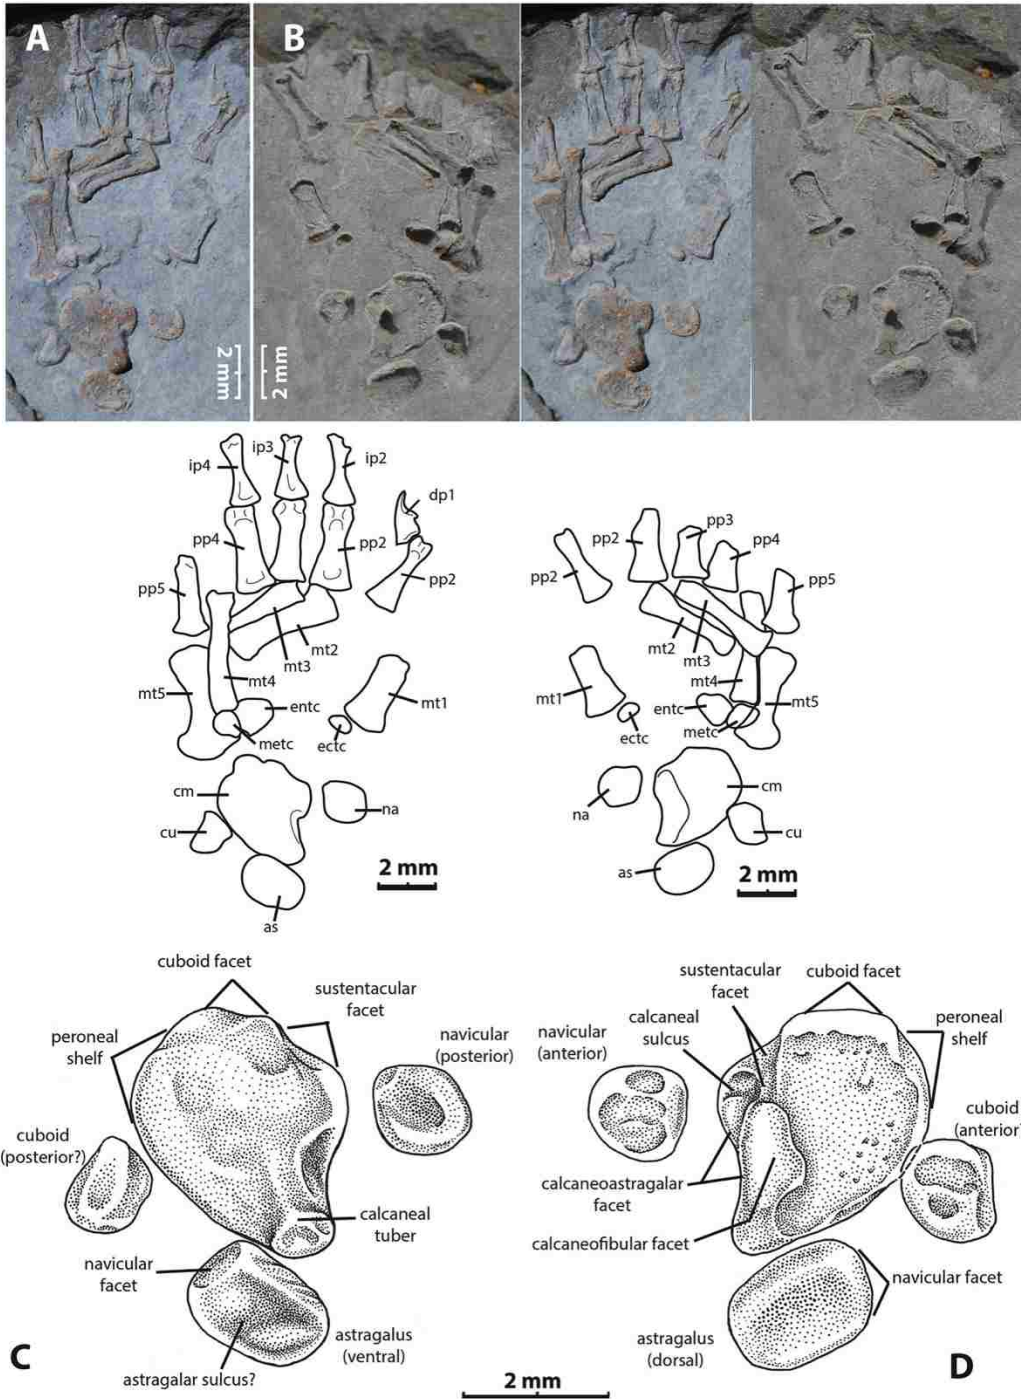 A
B
2 mm
2 mm
ip4
ip3
ip2
dp1
pp4
pp2
pp2
pp5
mt3
mt2
mt5
mt4
mt1
entc
metc
ectc
cm
na
cu
2 mm
as
pp2
pp3
pp4
pp2
pp5
mt2
mt3
mt1
mt4
entc
mt5
metc
ectc
cm
na
cu
as
2 mm
cuboid facet
sustentacular
facet
peroneal
shelf
navicular
(posterior)
cuboid
(posterior?)
calcaneal
tuber
navicular
facet
astragalus
(ventral)
astragalar sulcus?
C
sustentacular
facet
cuboid facet
calcaneal
sulcus
peroneal
shelf
navicular
(anterior)
cuboid
(anterior)
calcaneoastragalar
facet
calcaneofibular facet
navicular facet
astragalus
(dorsal)
D
2 mm